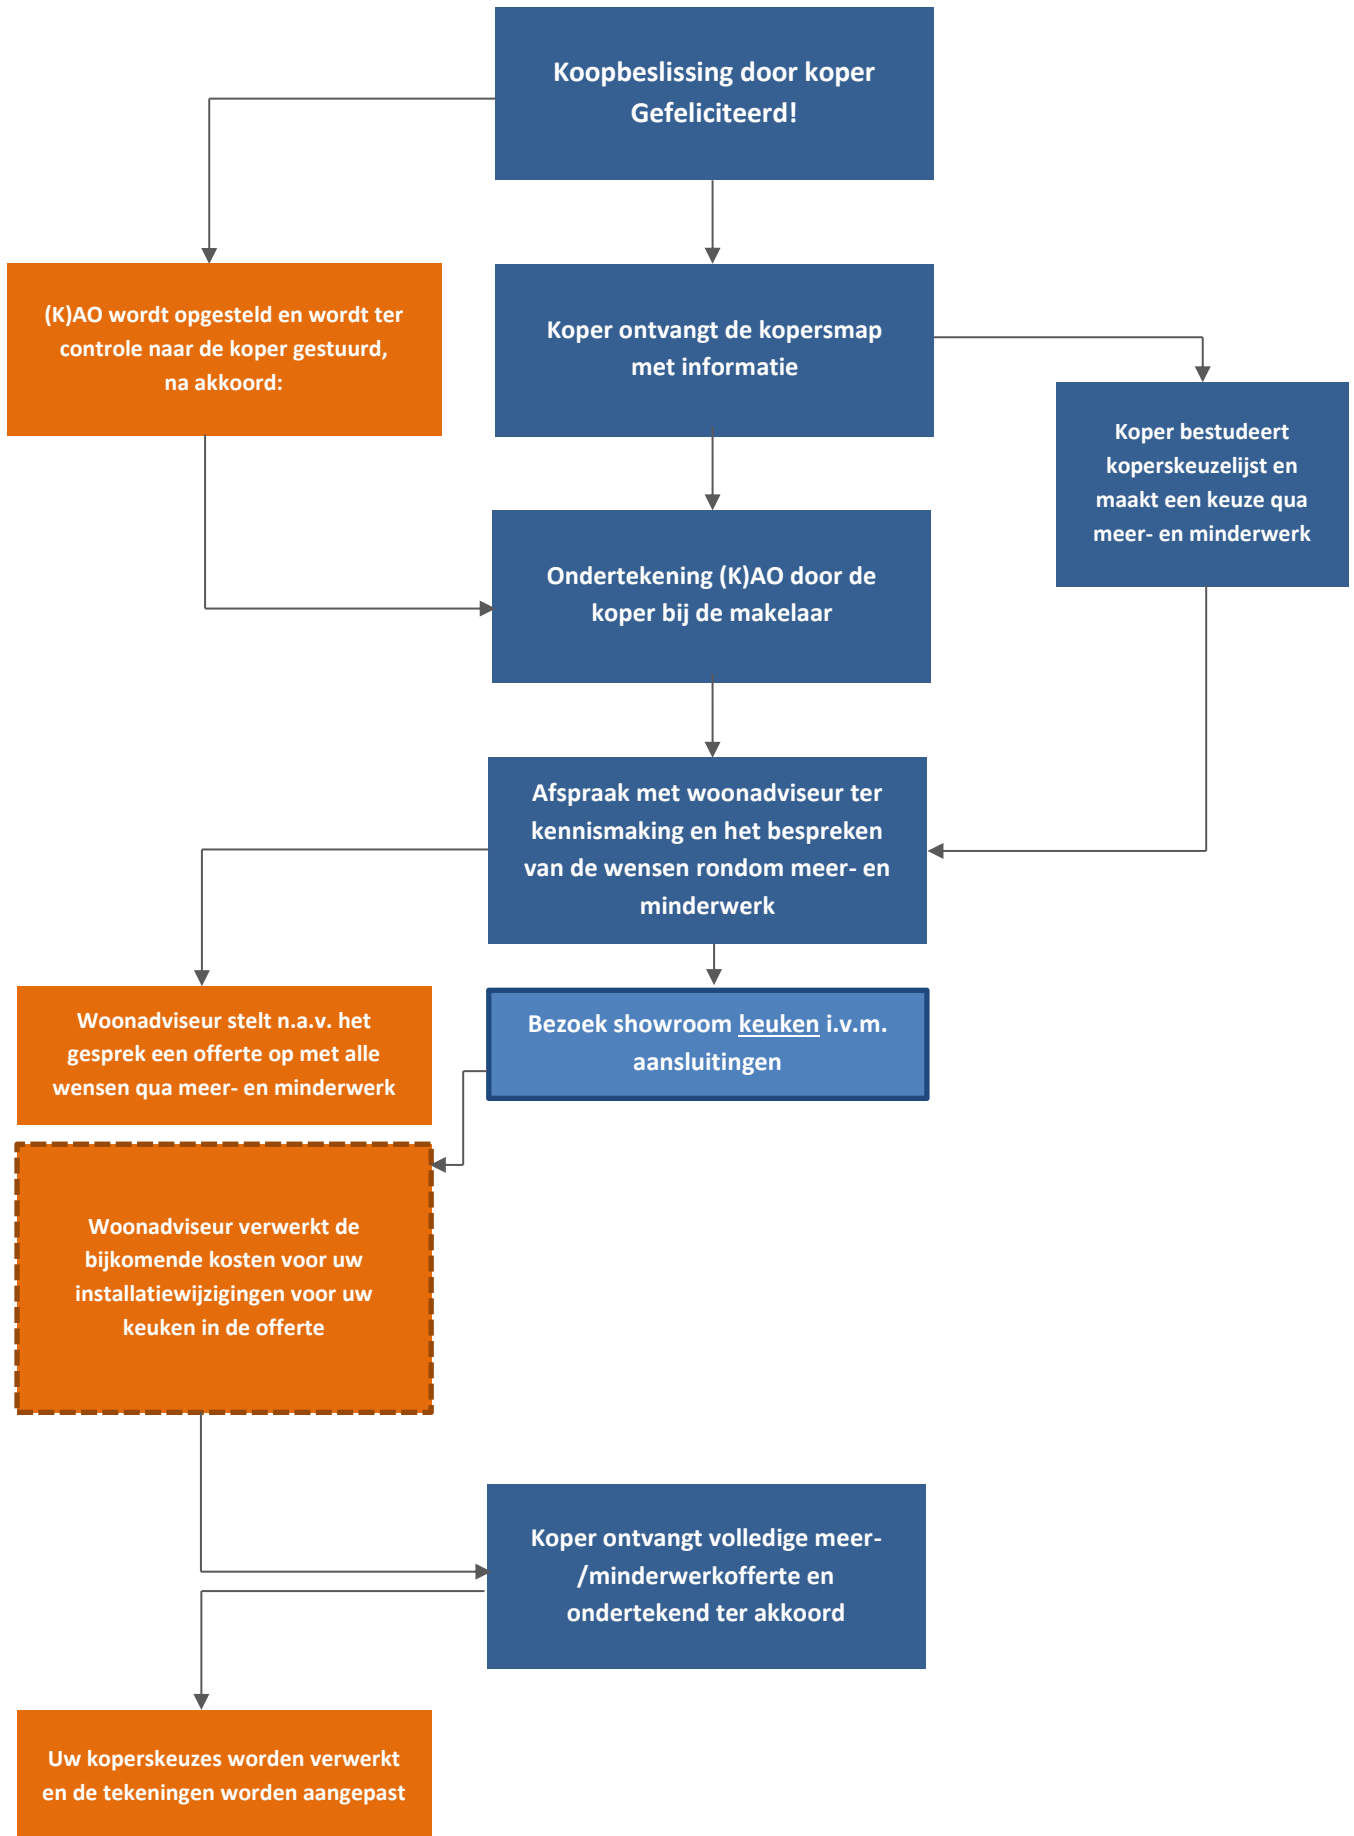 Koopbeslissing door koper
Gefeliciteerd!
(K)AO wordt opgesteld en wordt ter
controle naar de koper gestuurd,
na akkoord:
Koper ontvangt de kopersmap
met informatie
Koper bestudeert
koperskeuzelijst en
maakt een keuze qua
meer- en minderwerk
Ondertekening (K)AO door de
koper bij de makelaar
Afspraak met woonadviseur ter
kennismaking en het bespreken
van de wensen rondom meer- en
minderwerk
Woonadviseur stelt n.a.v. het
gesprek een offerte op met alle
wensen qua meer- en minderwerk
Bezoek showroom keuken i.v.m.
aansluitingen
Woonadviseur verwerkt de
bijkomende kosten voor uw
installatiewijzigingen voor uw
keuken in de offerte
Koper ontvangt volledige meer-
/minderwerkofferte en
ondertekend ter akkoord
Uw koperskeuzes worden verwerkt
en de tekeningen worden aangepast